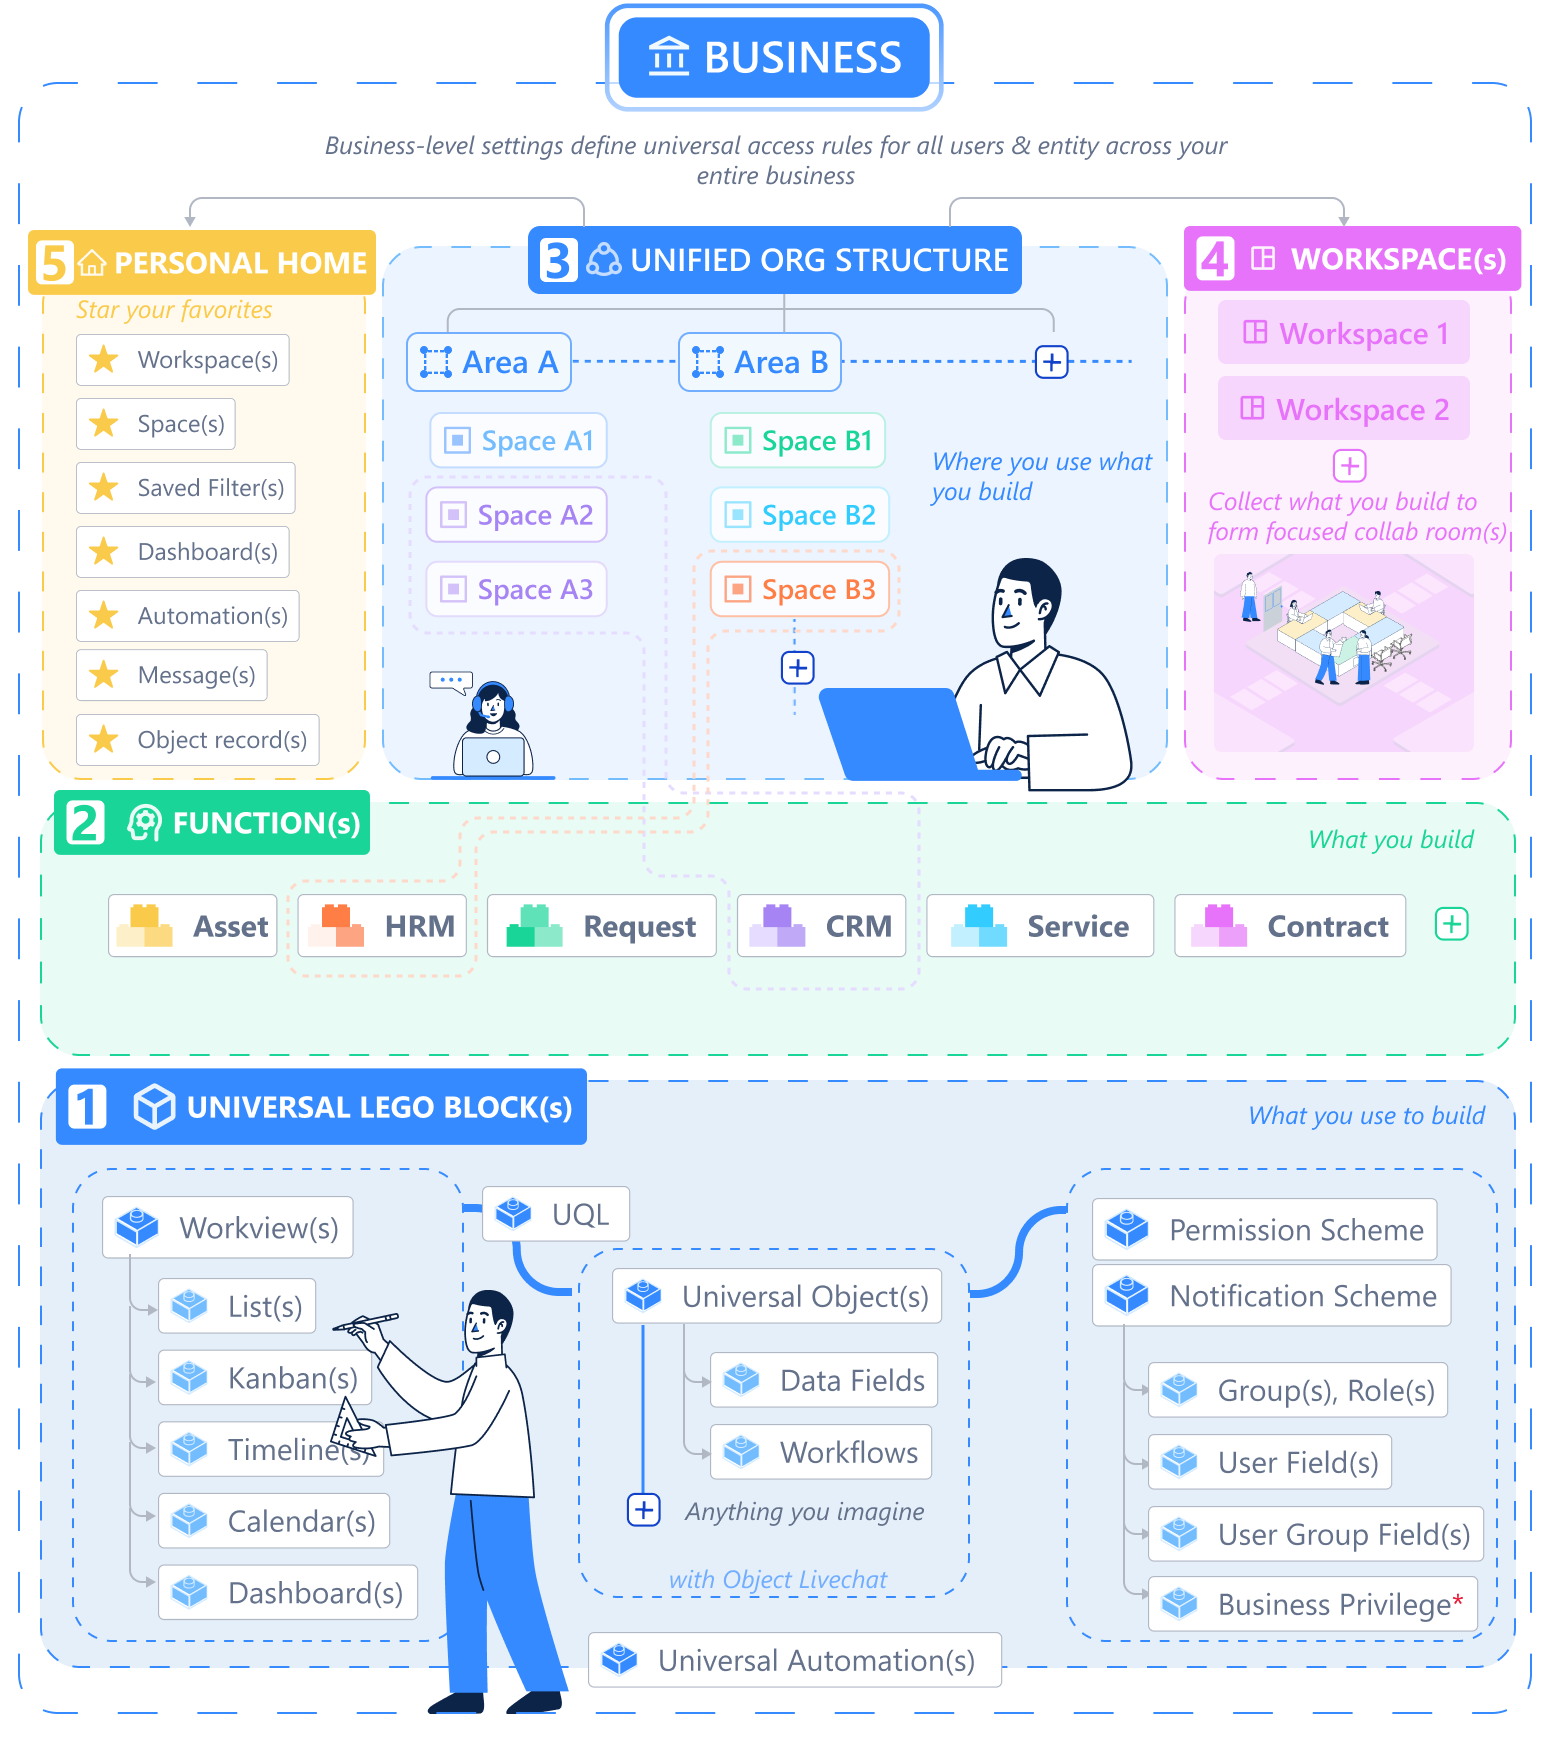 BUSINESS
Business-level settings define universal access rules for all users & entity across your
entire business
5 PERSONAL HOME
Star your favorites
Workspace(s)
Space(s)
Saved Filter(s)
Dashboard(s)
Automation(s)
Message(s)
Object record(s)
3 UNIFIED ORG STRUCTURE
Area A
Area B
Space A1
Space A2
Space A3
Space B1
Space B2
Space B3
Where you use what
you build
4 WORKSPACE(s)
Workspace 1
Workspace 2
Collect what you build to
form focused collab room(s)
2 FUNCTION(s)
What you build
Asset
HRM
Request
CRM
Service
Contract
1 UNIVERSAL LEGO BLOCK(s)
What you use to build
Workview(s)
List(s)
Kanban(s)
Timeline(s)
Calendar(s)
Dashboard(s)
UQL
Universal Object(s)
Data Fields
Workflows
Anything you imagine
with Object Livechat
Universal Automation(s)
Permission Scheme
Notification Scheme
Group(s), Role(s)
User Field(s)
User Group Field(s)
Business Privilege*